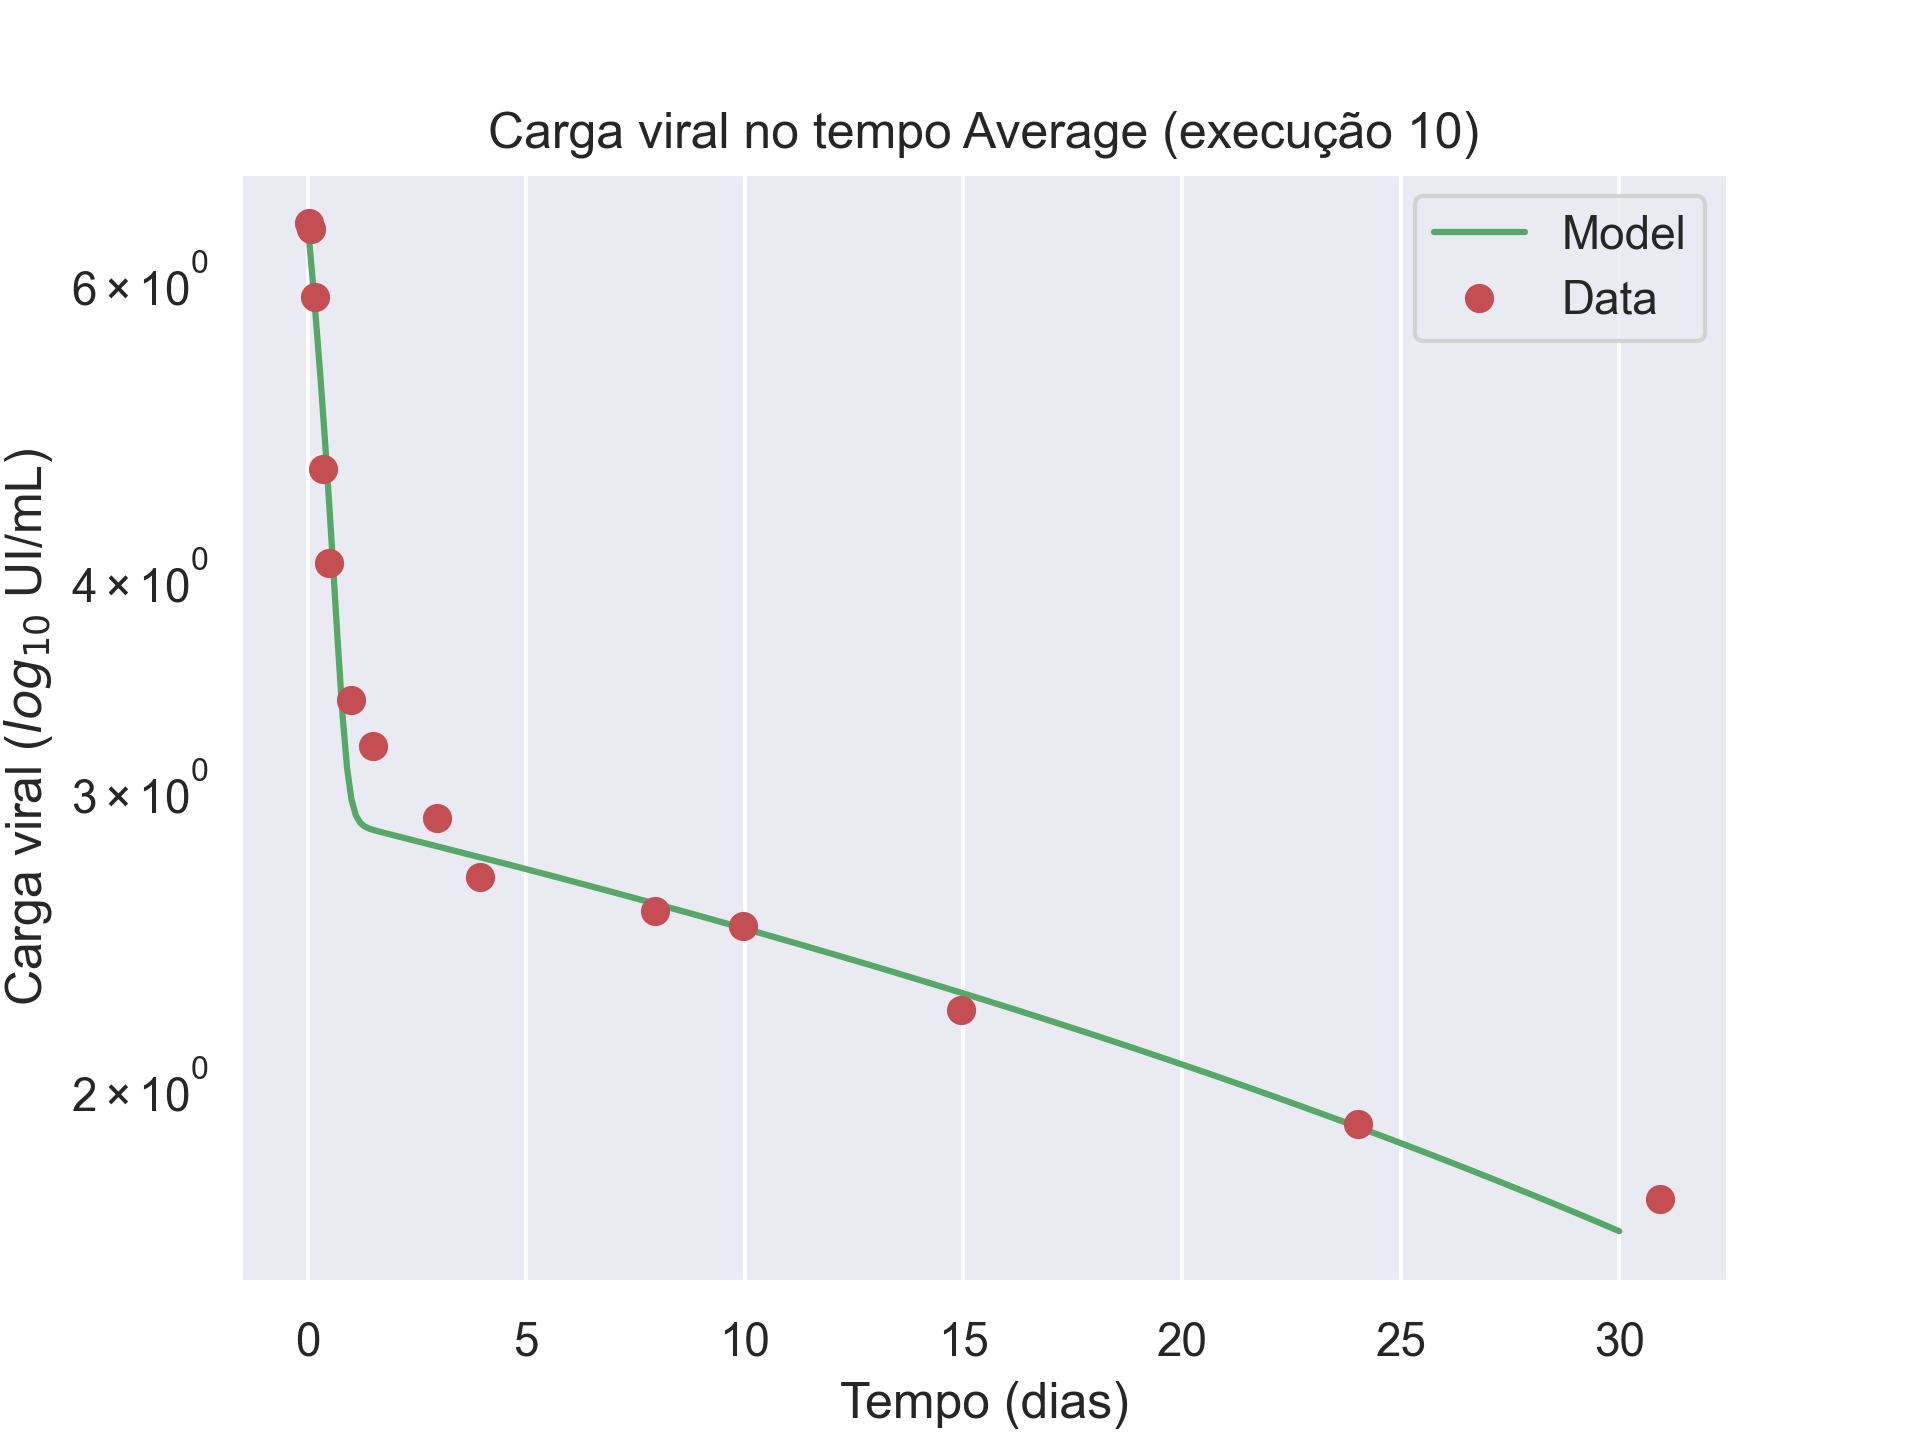 Carga viral no tempo Average (execução 10)
Model
Data
6 × 10⁰
4 × 10⁰
3 × 10⁰
2 × 10⁰
Carga viral (log₁₀ UI/mL)
0 5 10 15 20 25 30
Tempo (dias)